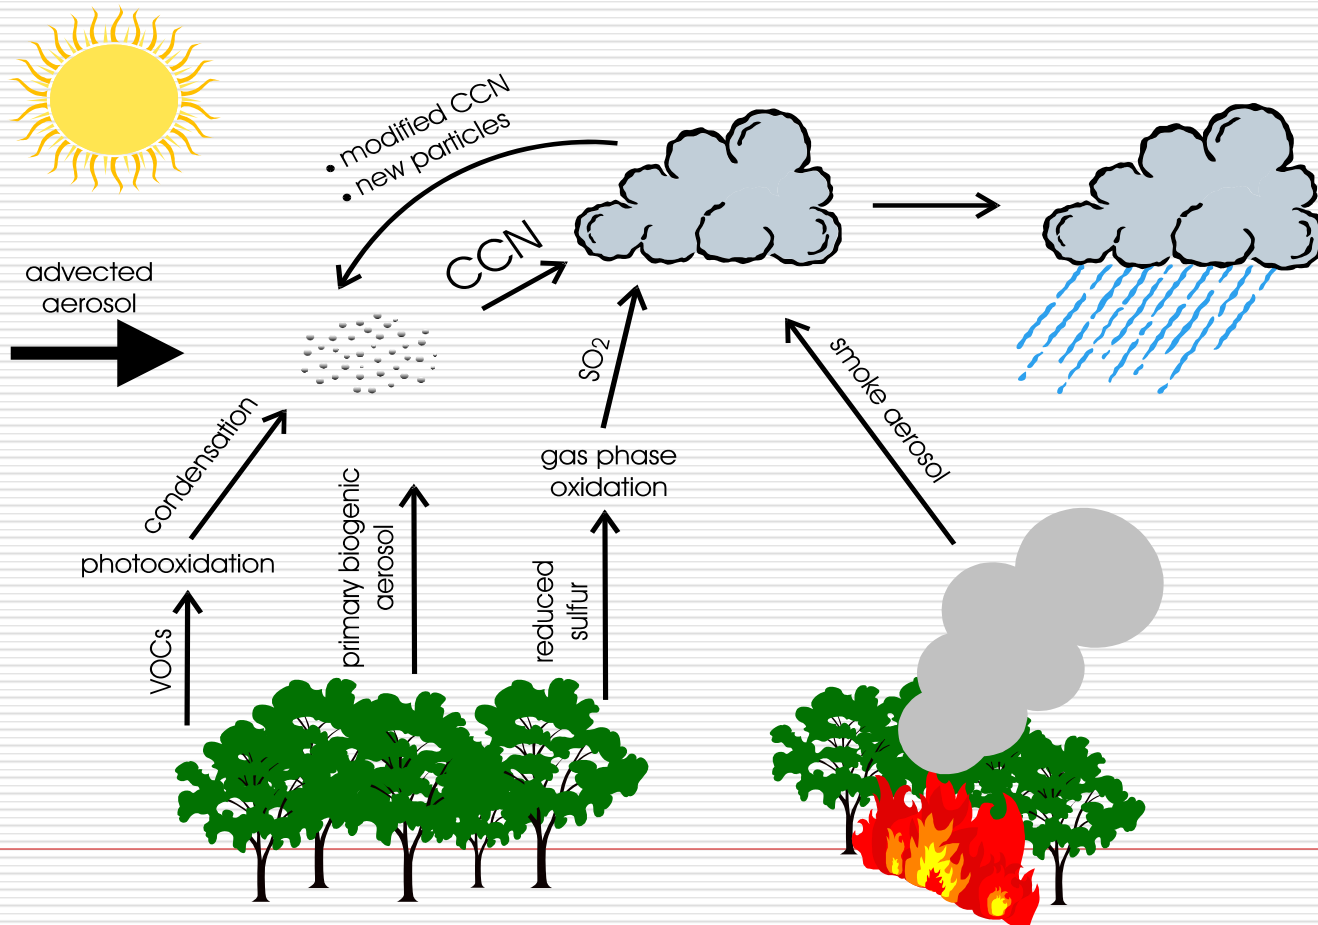 • modified CCN
• new particles
CCN
advected
aerosol
SO2
smoke aerosol
condensation
gas phase
oxidation
photooxidation
primary biogenic
aerosol
reduced
sulfur
VOCs